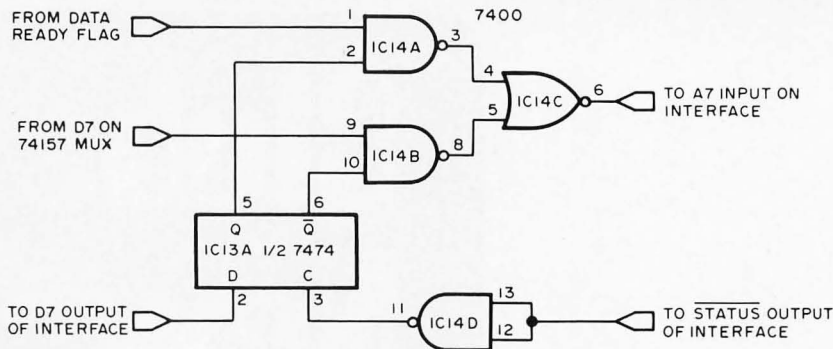 FROM DATA
READY FLAG
1
2
IC14A
3
7400
4
5
IC14C
6
TO A7 INPUT ON
INTERFACE
FROM D7 ON
74157 MUX
9
10
IC14B
8
5
6
Q
Q̅
IC13A 1/2 7474
D
C
2
3
TO D7 OUTPUT
OF INTERFACE
11
IC14D
13
12
TO S̅T̅A̅T̅U̅S̅ OUTPUT
OF INTERFACE